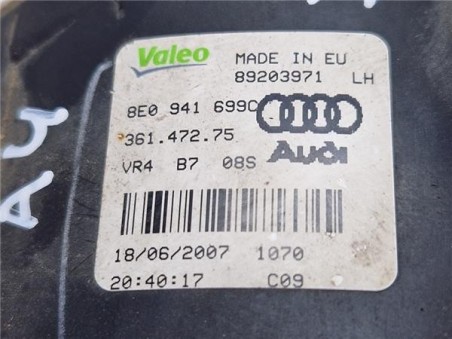 Valeo MADE IN EU
89203971 LH
8E0 941 699C
361.472.75
Audi
VR4 B7 08S
18/06/2007 1070
20:40:17 C09
A4